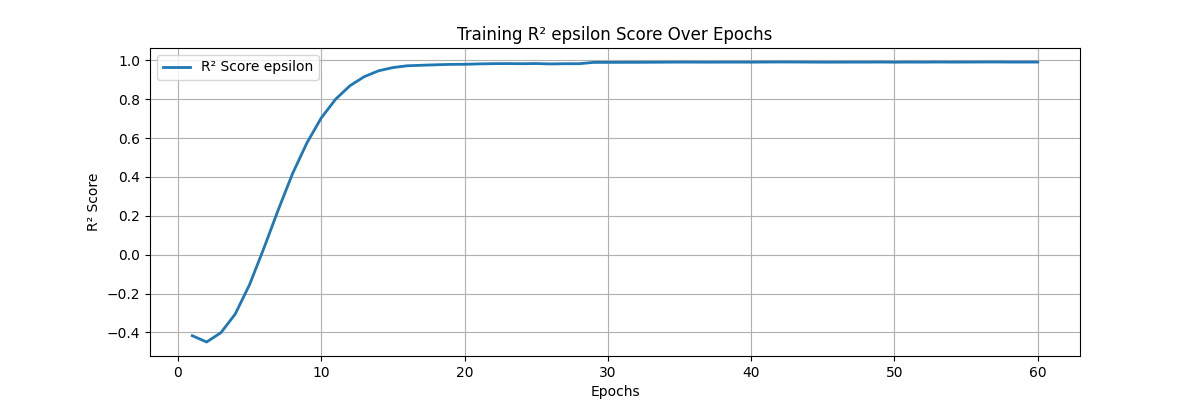 Training R² epsilon Score Over Epochs
R² Score epsilon
R² Score
1.0
0.8
0.6
0.4
0.2
0.0
−0.2
−0.4
0 10 20 30 40 50 60
Epochs